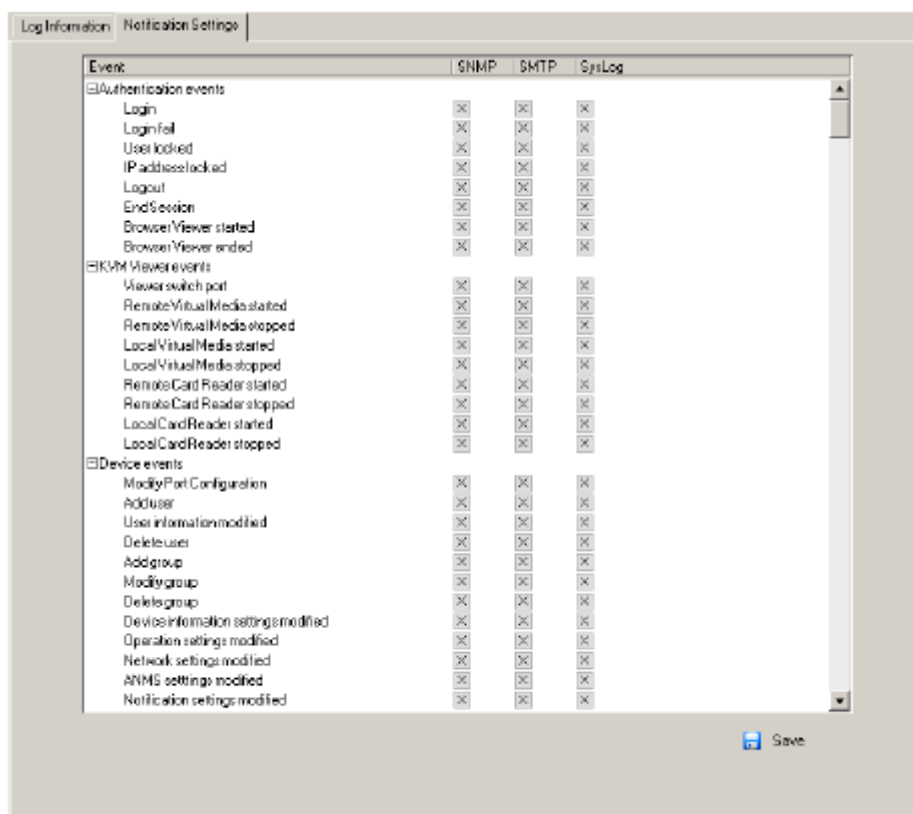 Log Information Notification Settings
Event SNMP SMTP SysLog
Authentication events
Login
Login fail
User locked
IP address locked
Logout
End Session
Browser Viewer started
Browser Viewer ended
KVM Viewer events
Viewer switch port
Remote Virtual Media started
Remote Virtual Media stopped
Local Virtual Media started
Local Virtual Media stopped
Remote Card Reader started
Remote Card Reader stopped
Local Card Reader started
Local Card Reader stopped
Device events
Modify Port Configuration
Add user
User information modified
Delete user
Add group
Modify group
Delete group
Device information settings modified
Operation settings modified
Network settings modified
ANMS setttings modified
Notification settings modified
Save